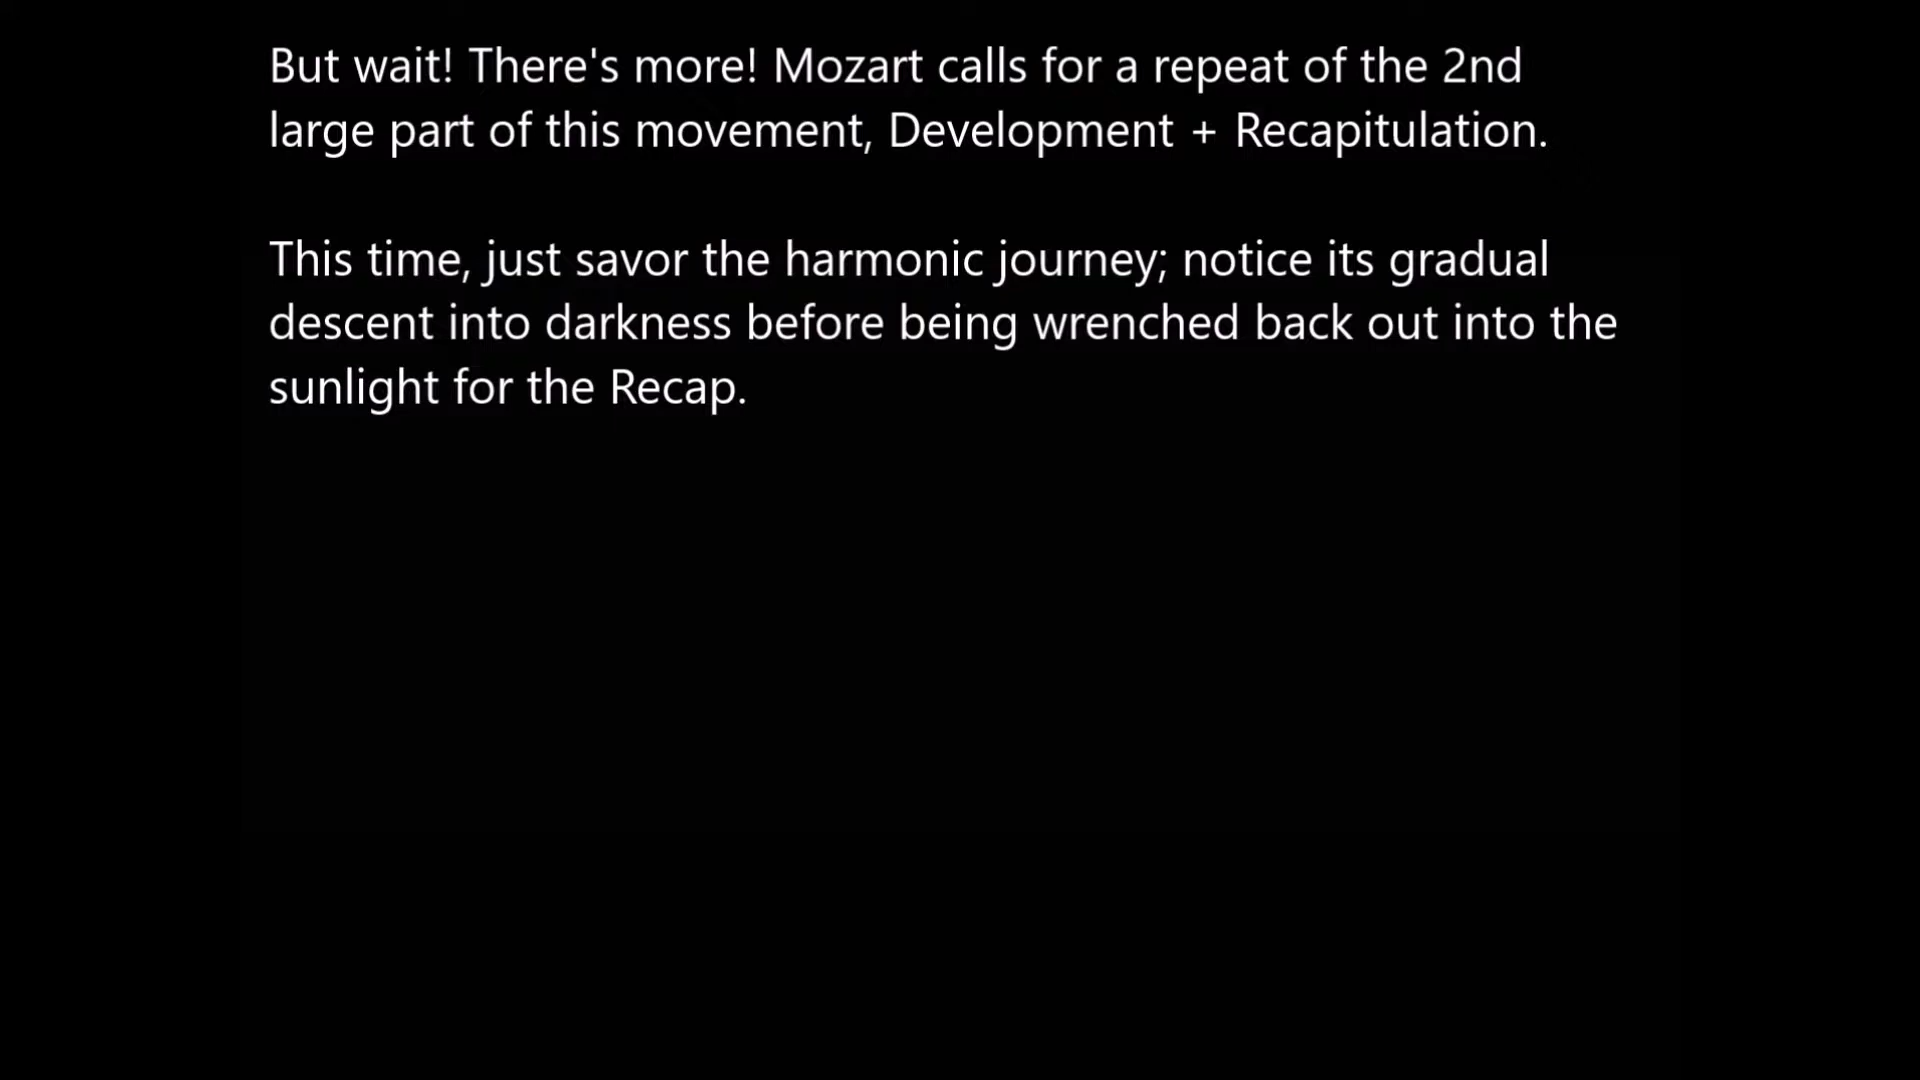 But wait! There's more! Mozart calls for a repeat of the 2nd
large part of this movement, Development + Recapitulation.
This time, just savor the harmonic journey; notice its gradual
descent into darkness before being wrenched back out into the
sunlight for the Recap.